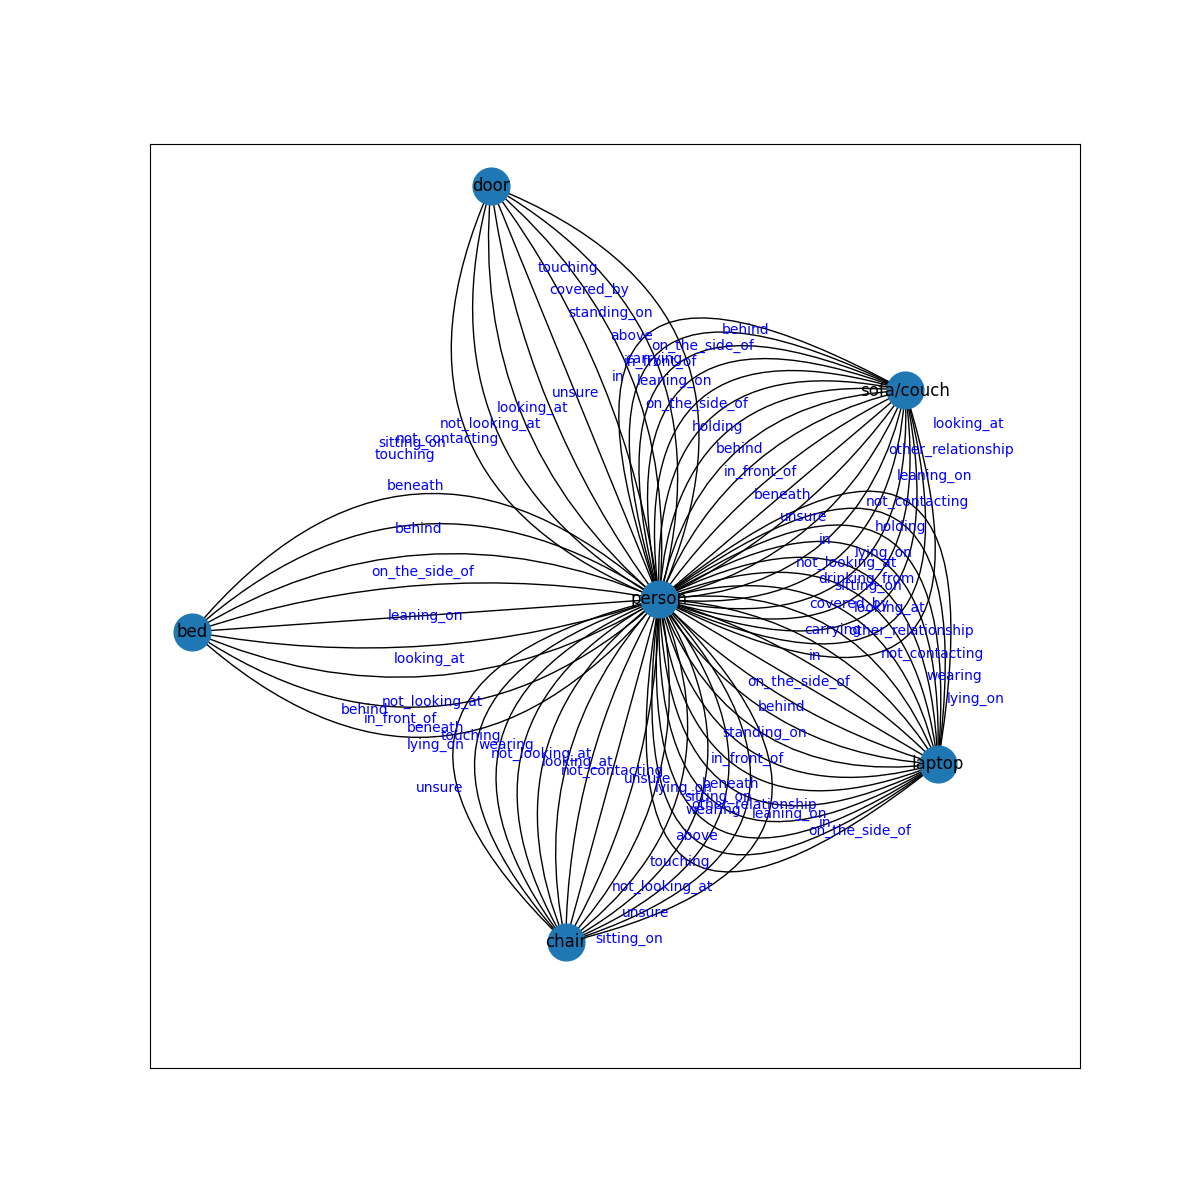 door
touching
covered_by
standing_on
behind
above
on_the_side_of
carrying
in_front_of
in
leaning_on
sofa/couch
unsure
on_the_side_of
looking_at
not_looking_at
looking_at
holding
not_contacting
sitting_on
touching
behind
other_relationship
in_front_of
leaning_on
beneath
beneath
not_contacting
unsure
holding
behind
in
lying_on
not_looking_at
on_the_side_of
drinking_from
sitting_on
person
covered_by
looking_at
leaning_on
bed
carrying
other_relationship
in
not_contacting
looking_at
wearing
on_the_side_of
lying_on
not_looking_at
behind
behind
in_front_of
beneath
standing_on
touching
lying_on
wearing
not_looking_at
in_front_of
looking_at
laptop
not_contacting
unsure
beneath
unsure
lying_on
sitting_on
other_relationship
wearing
leaning_on
in
on_the_side_of
above
touching
not_looking_at
unsure
sitting_on
chair